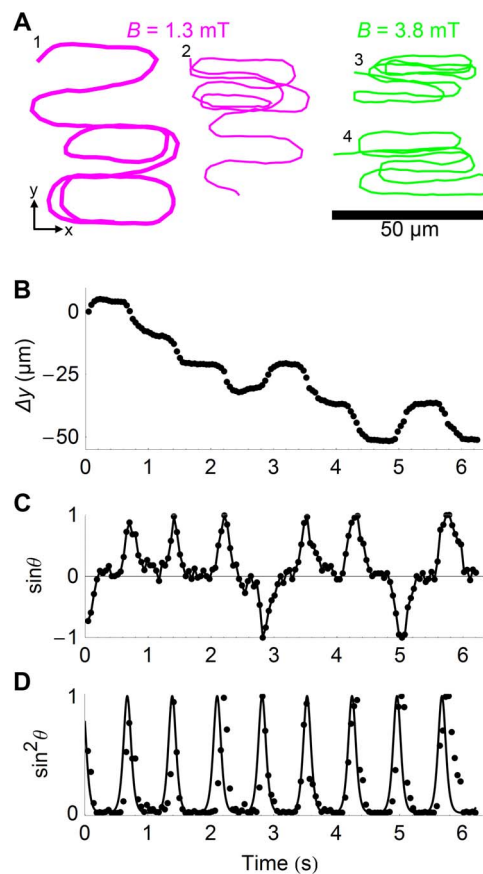 A
B = 1.3 mT
B = 3.8 mT
1
2
3
4
y
x
50 μm
B
Δy (μm)
0
−25
−50
0 1 2 3 4 5 6
C
sinθ
1
0
−1
0 1 2 3 4 5 6
D
sin²θ
1
0
0 1 2 3 4 5 6
Time (s)